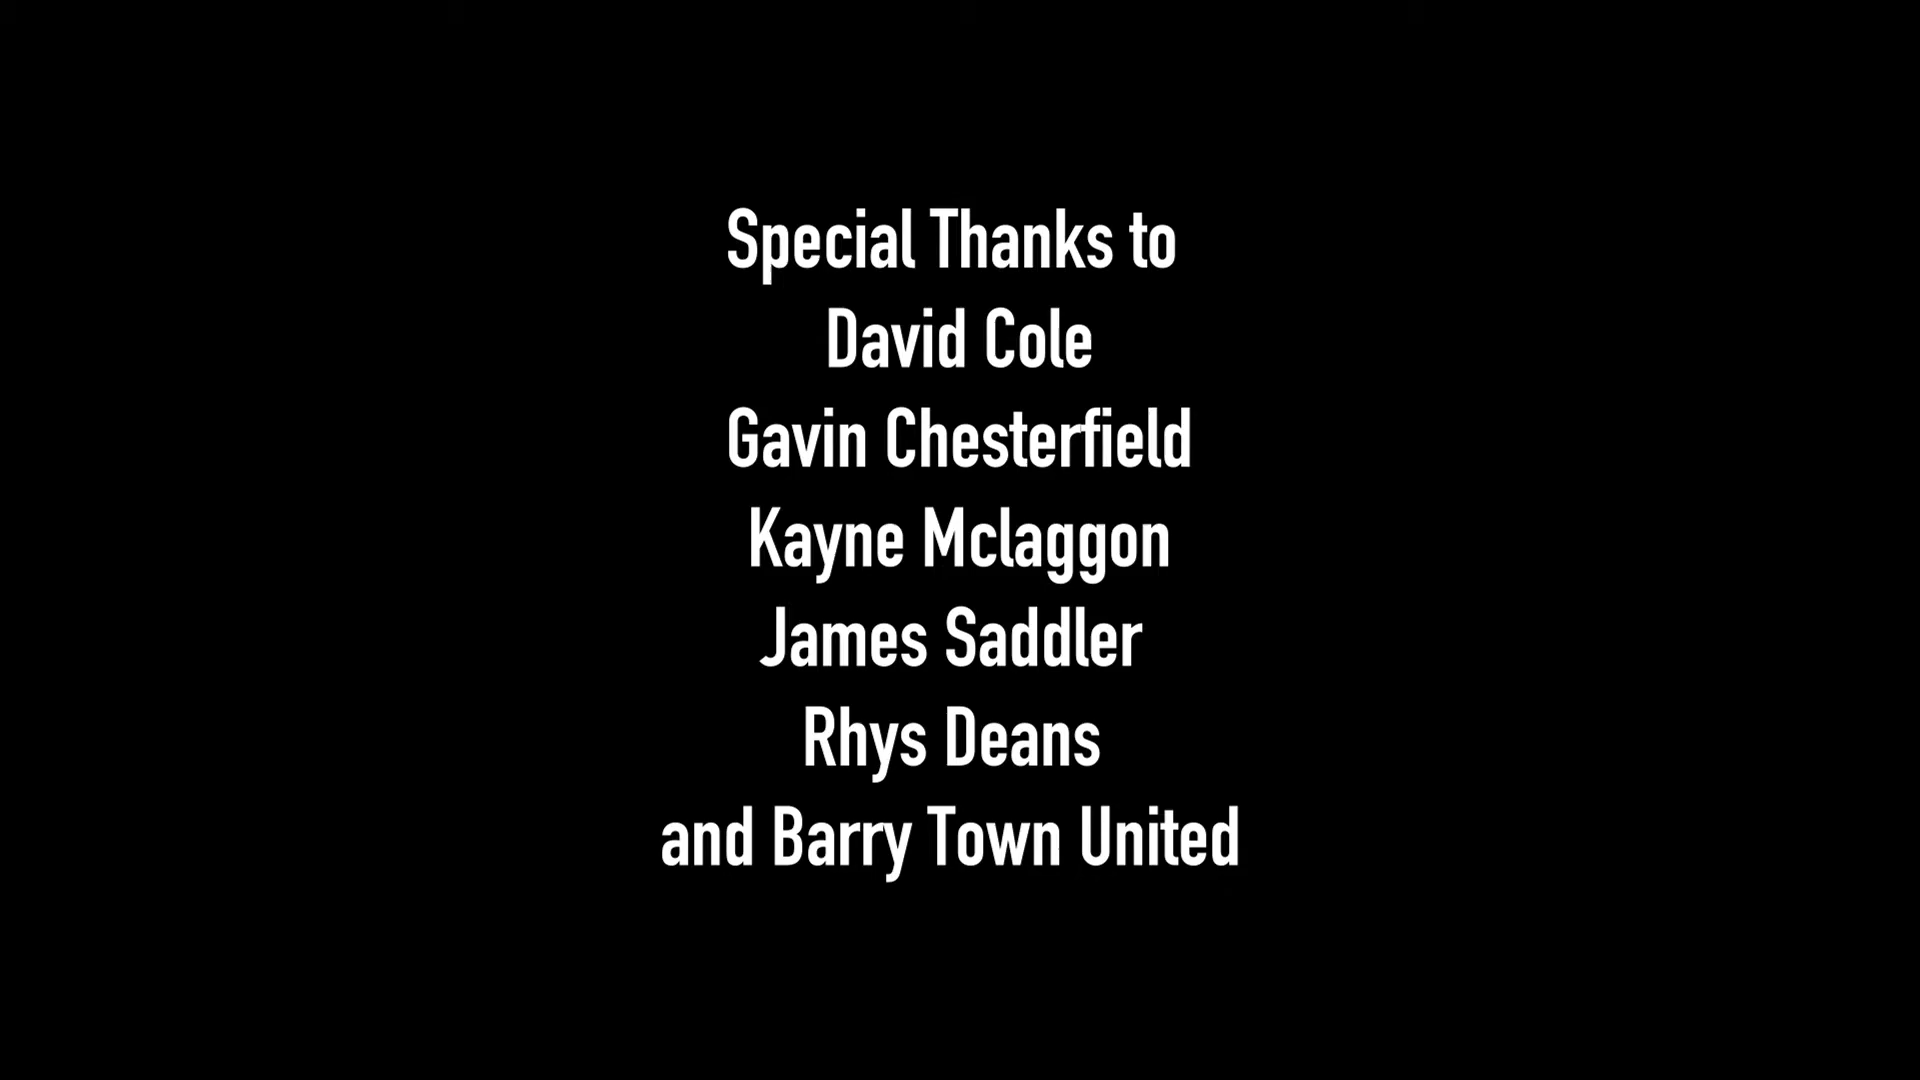 Special Thanks to
David Cole
Gavin Chesterfield
Kayne Mclaggon
James Saddler
Rhys Deans
and Barry Town United